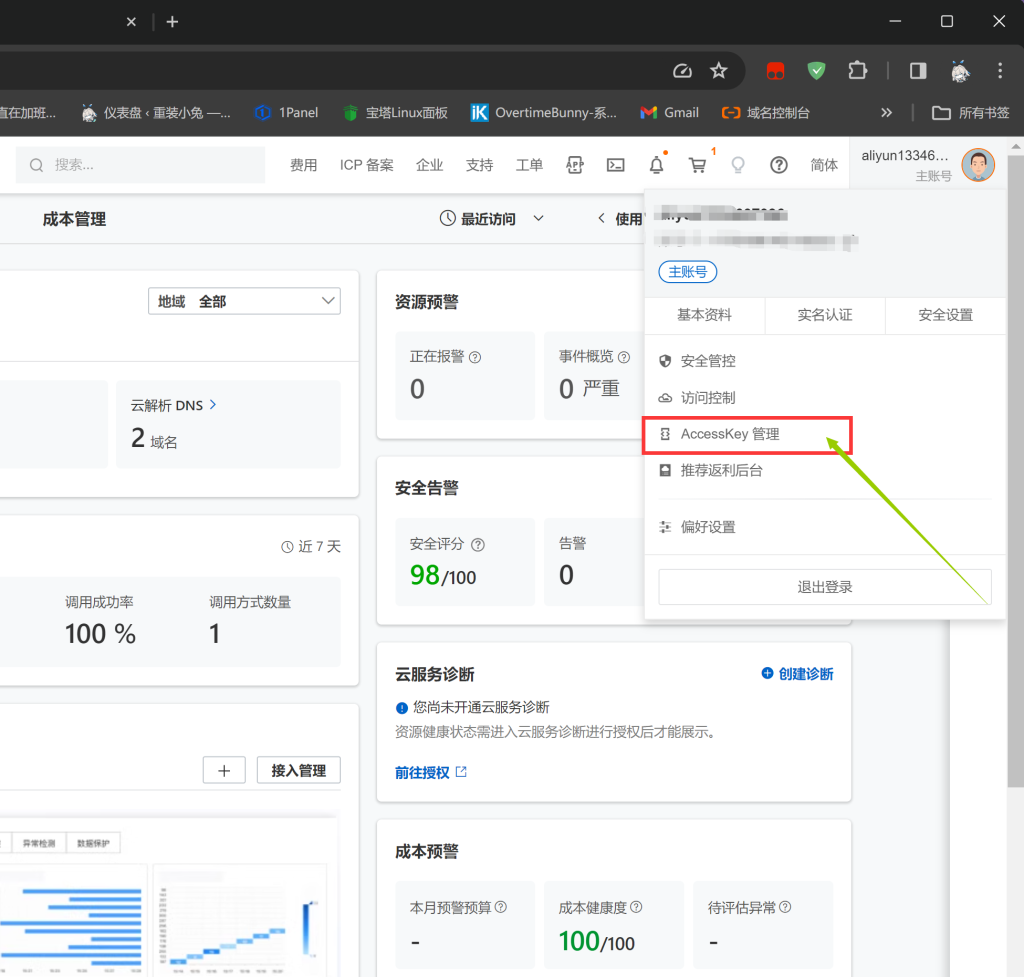 直在加班... 仪表盘 ‹ 重装小兔 —... 1Panel 宝塔Linux面板 iK OvertimeBunny-系... Gmail 域名控制台 » 所有书签
搜索... 费用 ICP 备案 企业 支持 工单 APP 1 简体 aliyun13346...
主账号
成本管理 最近访问 使用
主账号
基本资料 实名认证 安全设置
安全管控
访问控制
AccessKey 管理
推荐返利后台
偏好设置
退出登录
地域 全部
云解析 DNS
2 域名
近 7 天
调用成功率 调用方式数量
100 % 1
接入管理
异常检测 数据保护
资源预警
正在报警 事件概览
0 0 严重
安全告警
安全评分 告警
98/100 0
云服务诊断 创建诊断
您尚未开通云服务诊断
资源健康状态需进入云服务诊断进行授权后才能展示。
前往授权
成本预警
本月预警预算 成本健康度 待评估异常
- 100/100 -